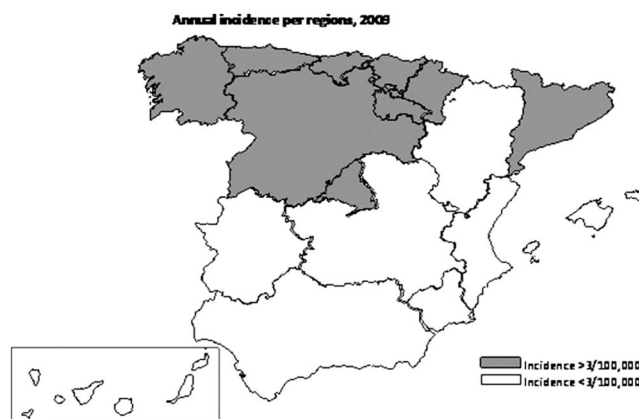 Annual incidence per regions, 2009
Incidence >3/100,000
Incidence <3/100,000